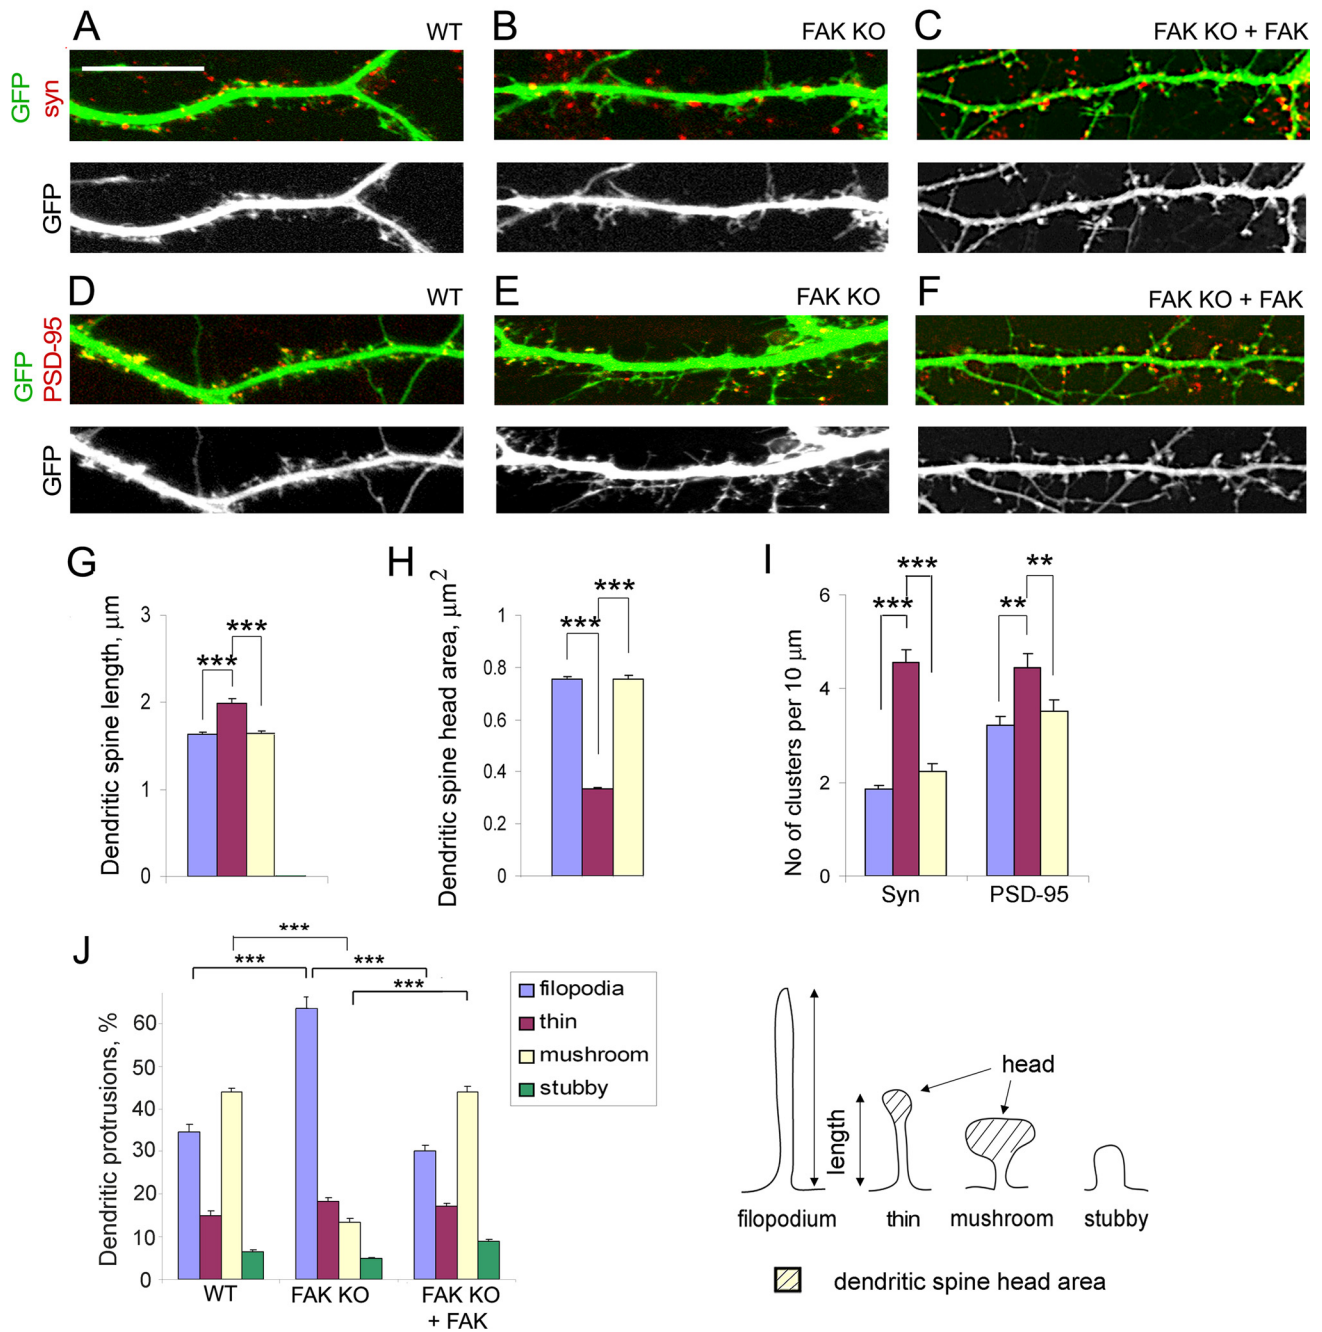 A
WT
B
FAK KO
C
FAK KO + FAK
GFP
syn
GFP
D
WT
E
FAK KO
F
FAK KO + FAK
GFP
PSD-95
GFP
G
Dendritic spine length, μm
3
2
1
0
***
***
H
Dendritic spine head area, μm²
1
0.8
0.6
0.4
0.2
0
***
***
I
No of clusters per 10 μm
6
4
2
0
***
***
**
**
Syn
PSD-95
J
Dendritic protrusions, %
60
50
40
30
20
10
0
***
***
***
***
WT
FAK KO
FAK KO
+ FAK
filopodia
thin
mushroom
stubby
head
length
filopodium
thin
mushroom
stubby
dendritic spine head area